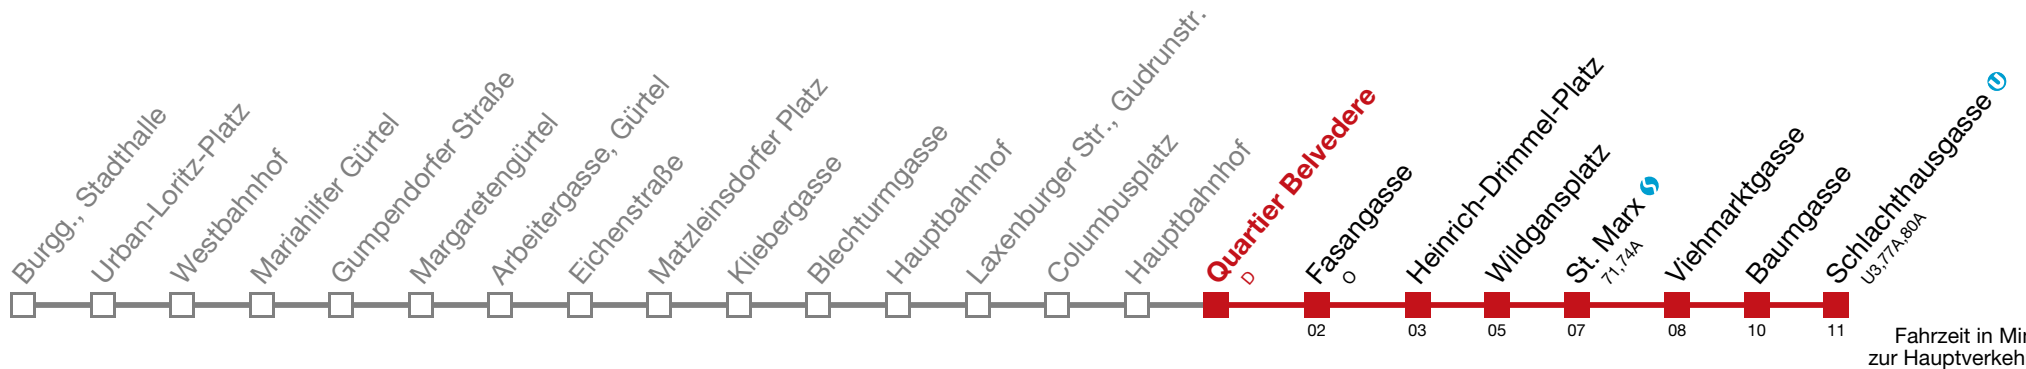 Burgg., Stadthalle
Urban-Loritz-Platz
Westbahnhof
Mariahilfer Gürtel
Gumpendorfer Straße
Margaretengürtel
Arbeitergasse, Gürtel
Eichenstraße
Matzleinsdorfer Platz
Kliebergasse
Blechturmgasse
Hauptbahnhof
Laxenburger Str., Gudrunstr.
Columbusplatz
Hauptbahnhof
Quartier Belvedere
D
Fasangasse
O
Heinrich-Drimmel-Platz
Wildgansplatz
St. Marx
71,74A
Viehmarktgasse
Baumgasse
Schlachthausgasse U
U3,77A,80A
02 03 05 07 08 10 11
Fahrzeit in Min
zur Hauptverkeh